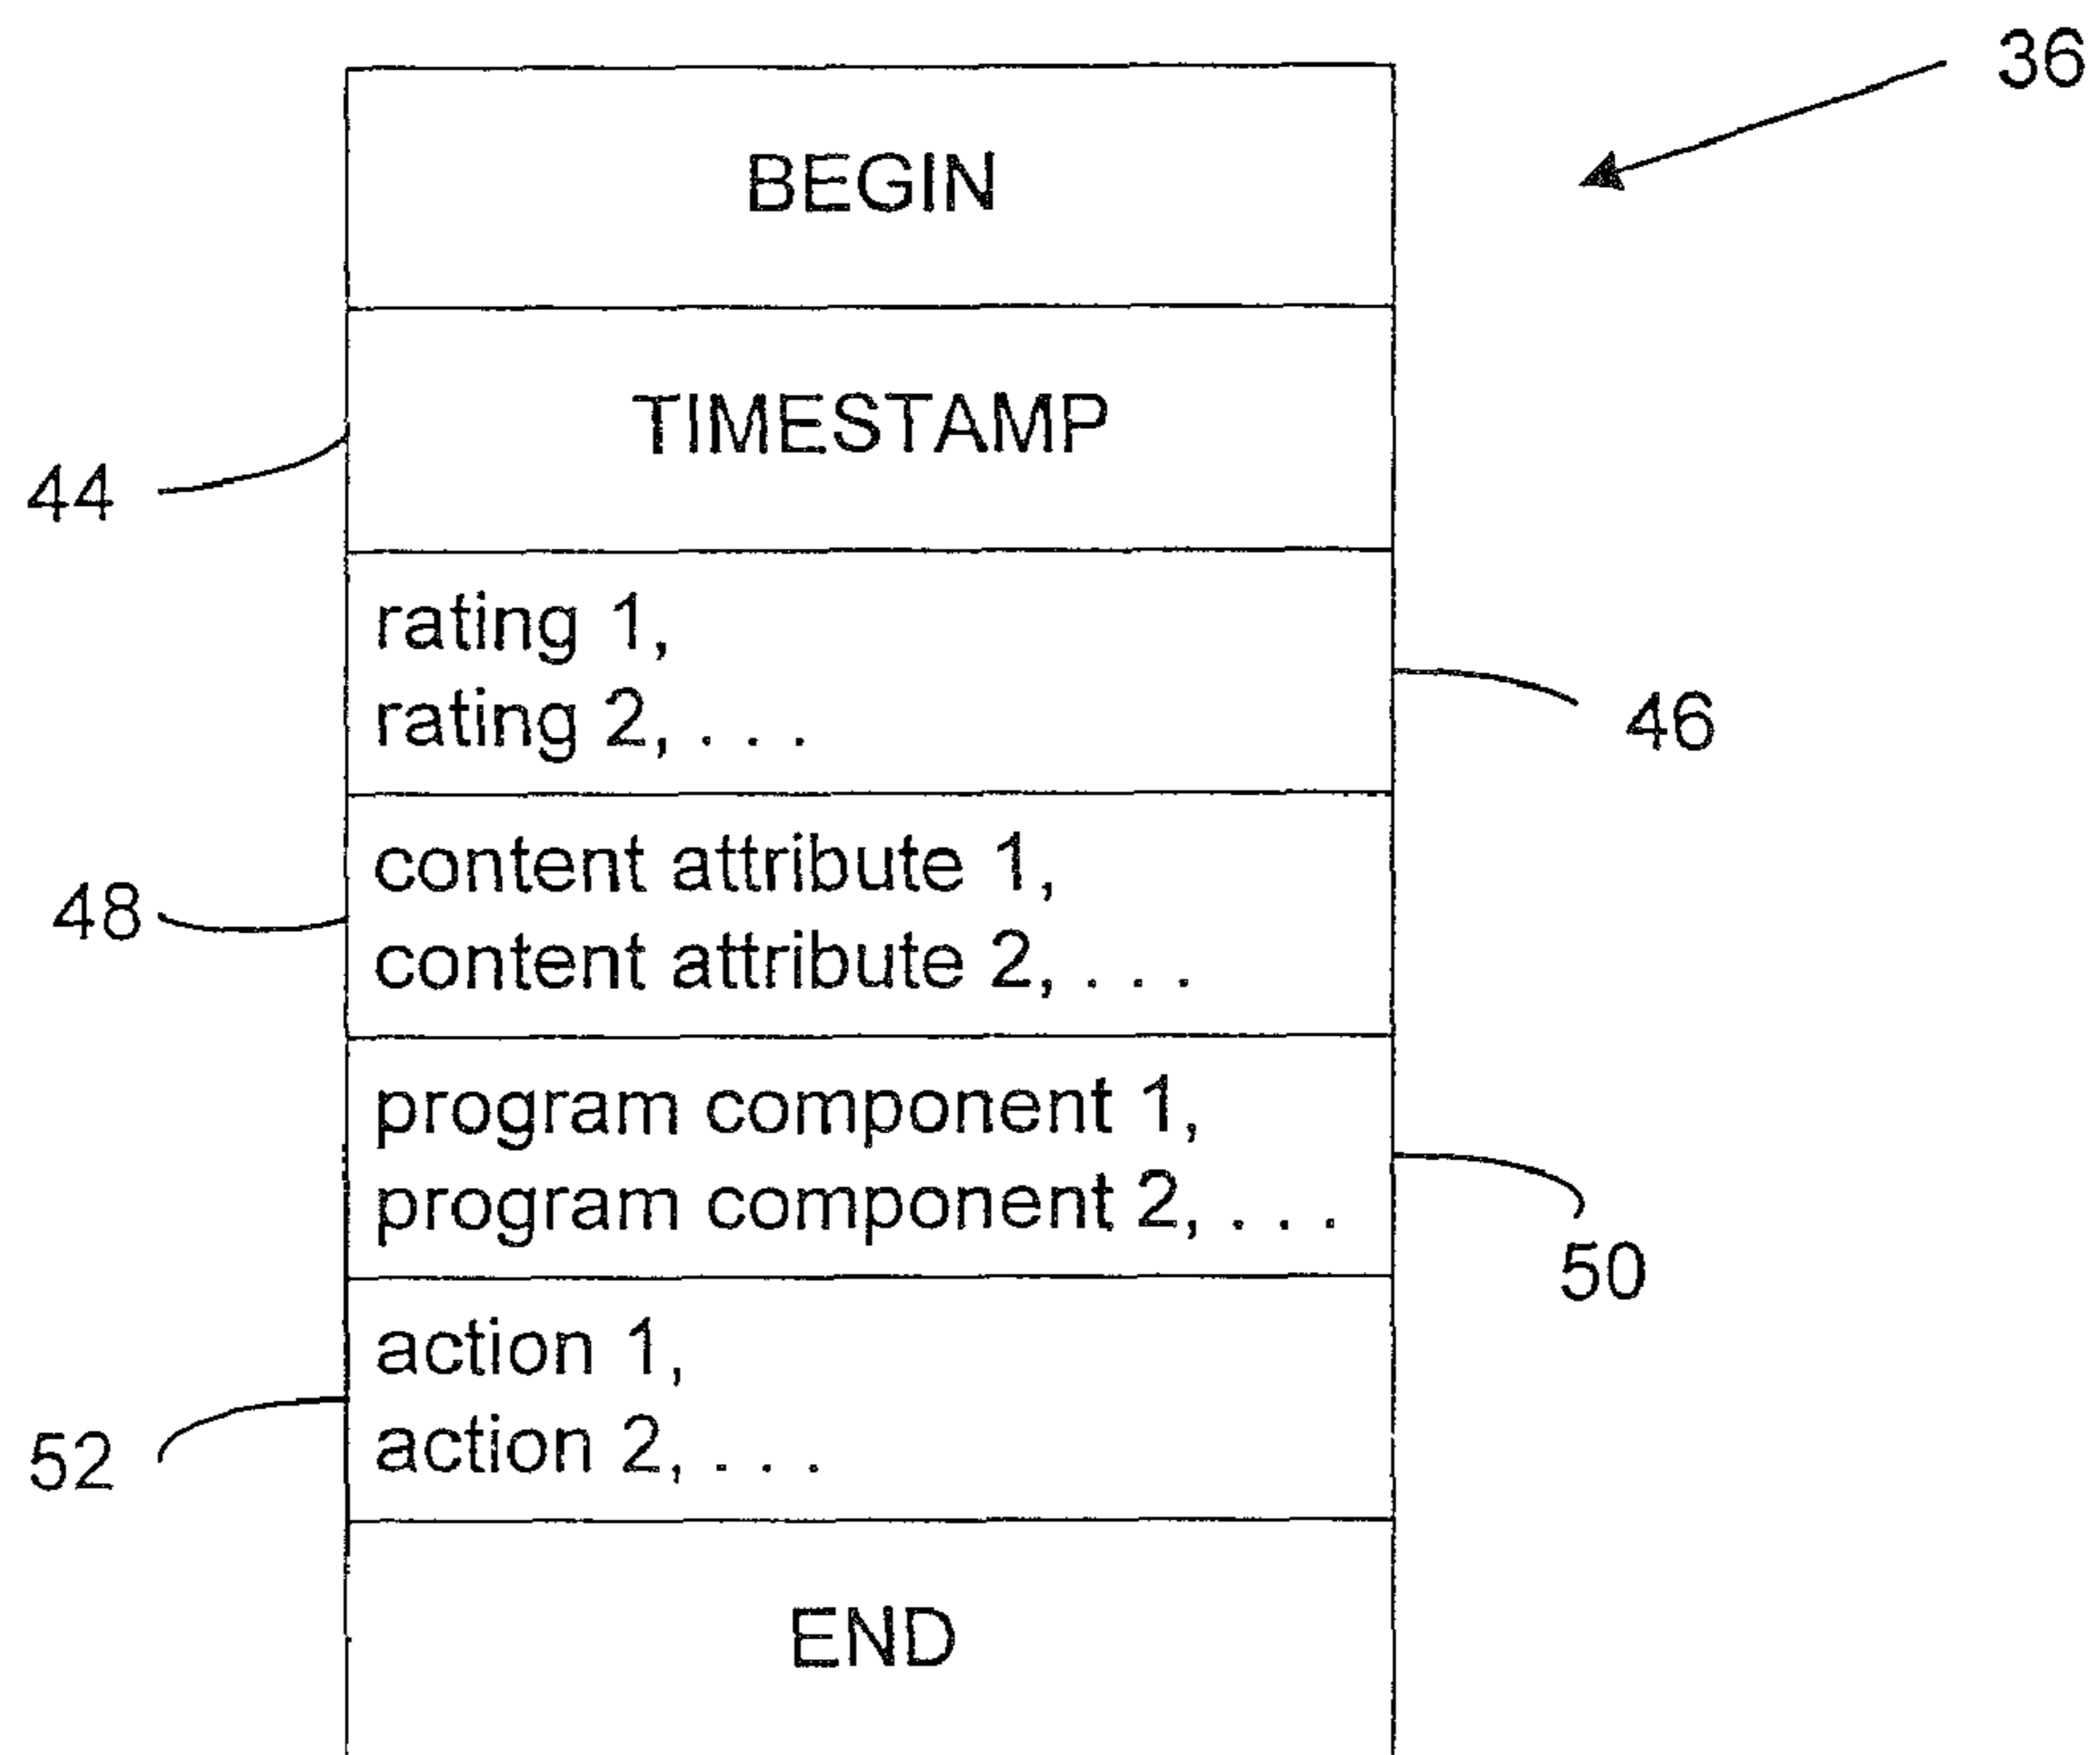 36
BEGIN
TIMESTAMP
44
rating 1,
rating 2, . . .
46
content attribute 1,
48
content attribute 2, . . .
program component 1,
program component 2, . . .
50
action 1,
action 2, . . .
52
END